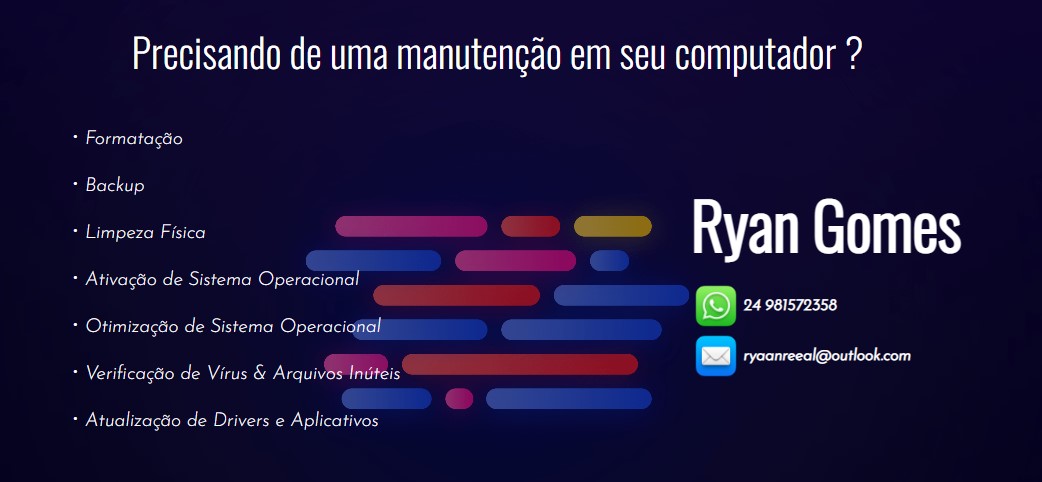 Precisando de uma manutenção em seu computador ?
• Formatação
• Backup
• Limpeza Física
• Ativação de Sistema Operacional
• Otimização de Sistema Operacional
• Verificação de Vírus & Arquivos Inúteis
• Atualização de Drivers e Aplicativos
Ryan Gomes
24 981572358
ryaanreeal@outlook.com